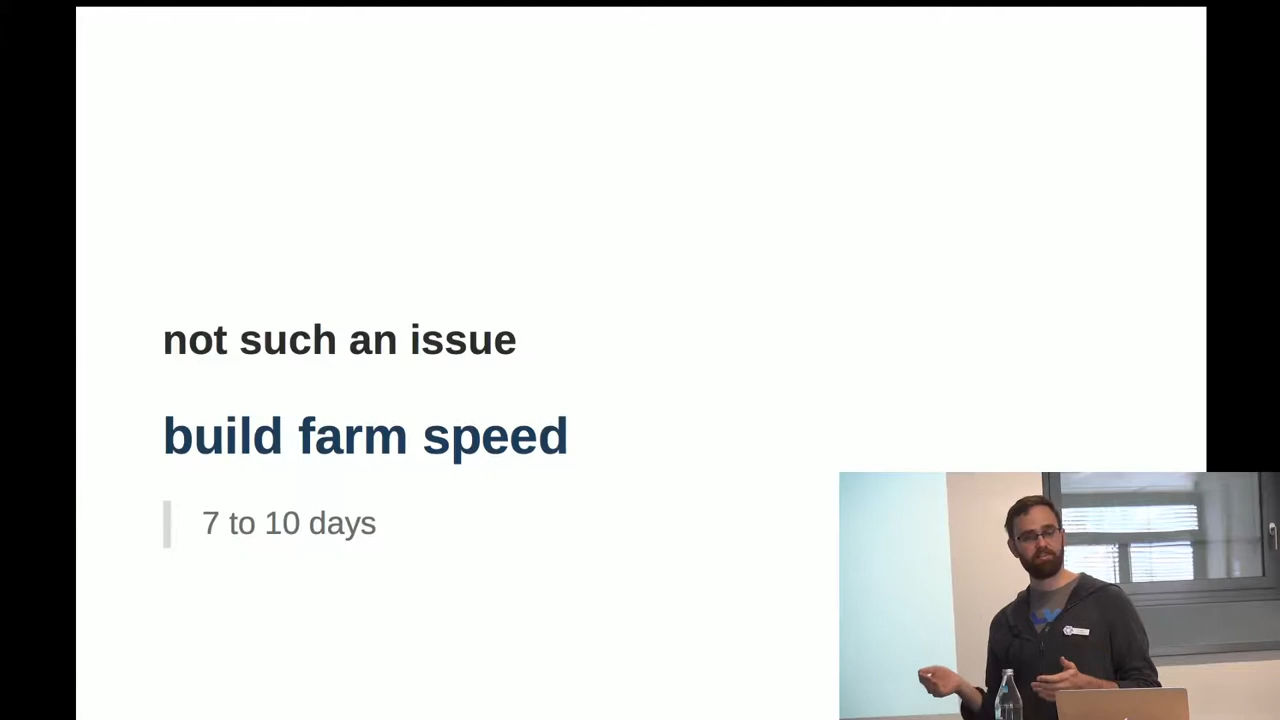 not such an issue
build farm speed
7 to 10 days